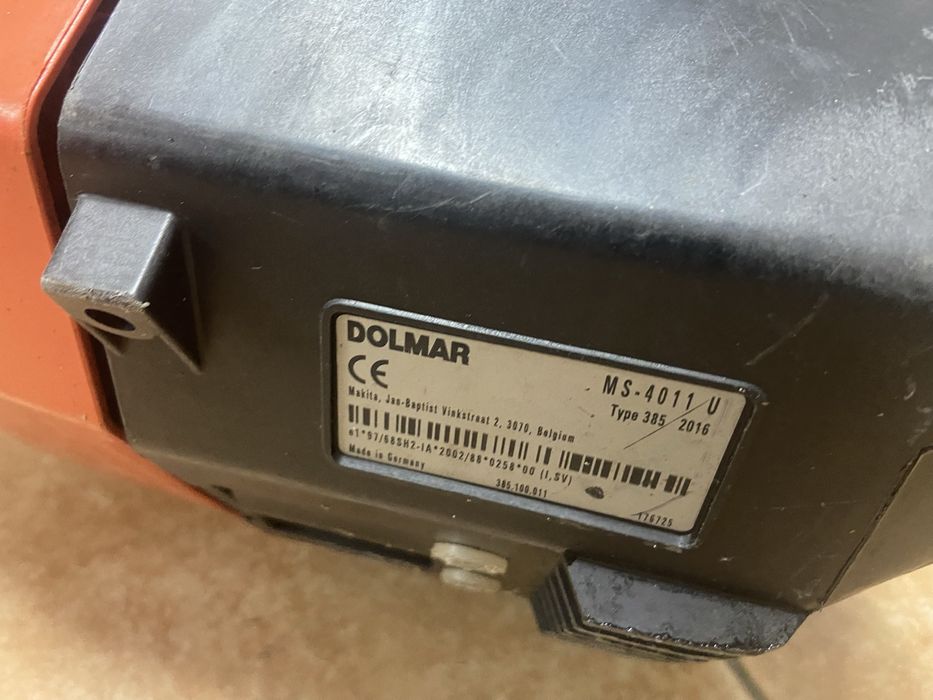 DOLMAR
CE
MS-4011 U
Type 385 2016
Makita, Jan-Baptist Vinkstraat 2, 3070, Belgium
e1*97/68SH2-IA*2002/88*0258*00 (I,SV)
Made in Germany
385.100.011
176725